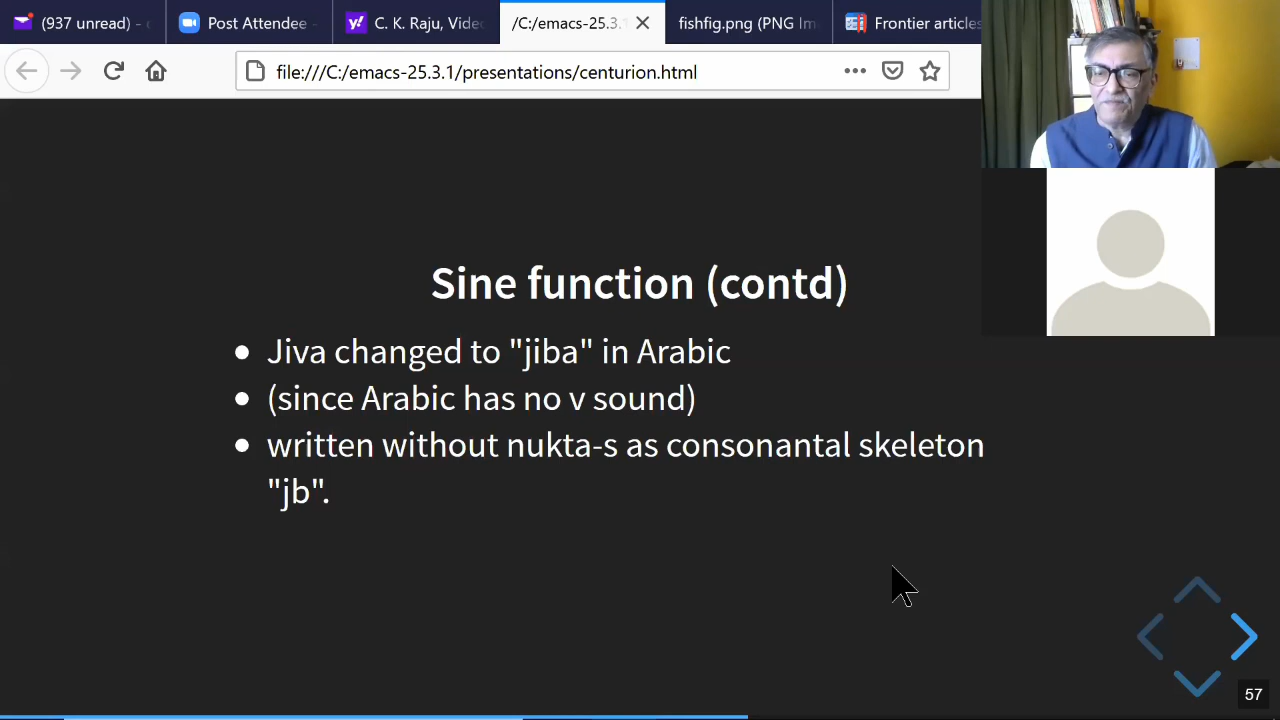 (937 unread) - c
Post Attendee -
C. K. Raju, Vide
/C:/emacs-25.3.1
fishfig.png (PNG Im
Frontier articles
file:///C:/emacs-25.3.1/presentations/centurion.html
Sine function (contd)
• Jiva changed to "jiba" in Arabic
• (since Arabic has no v sound)
• written without nukta-s as consonantal skeleton
"jb".
57